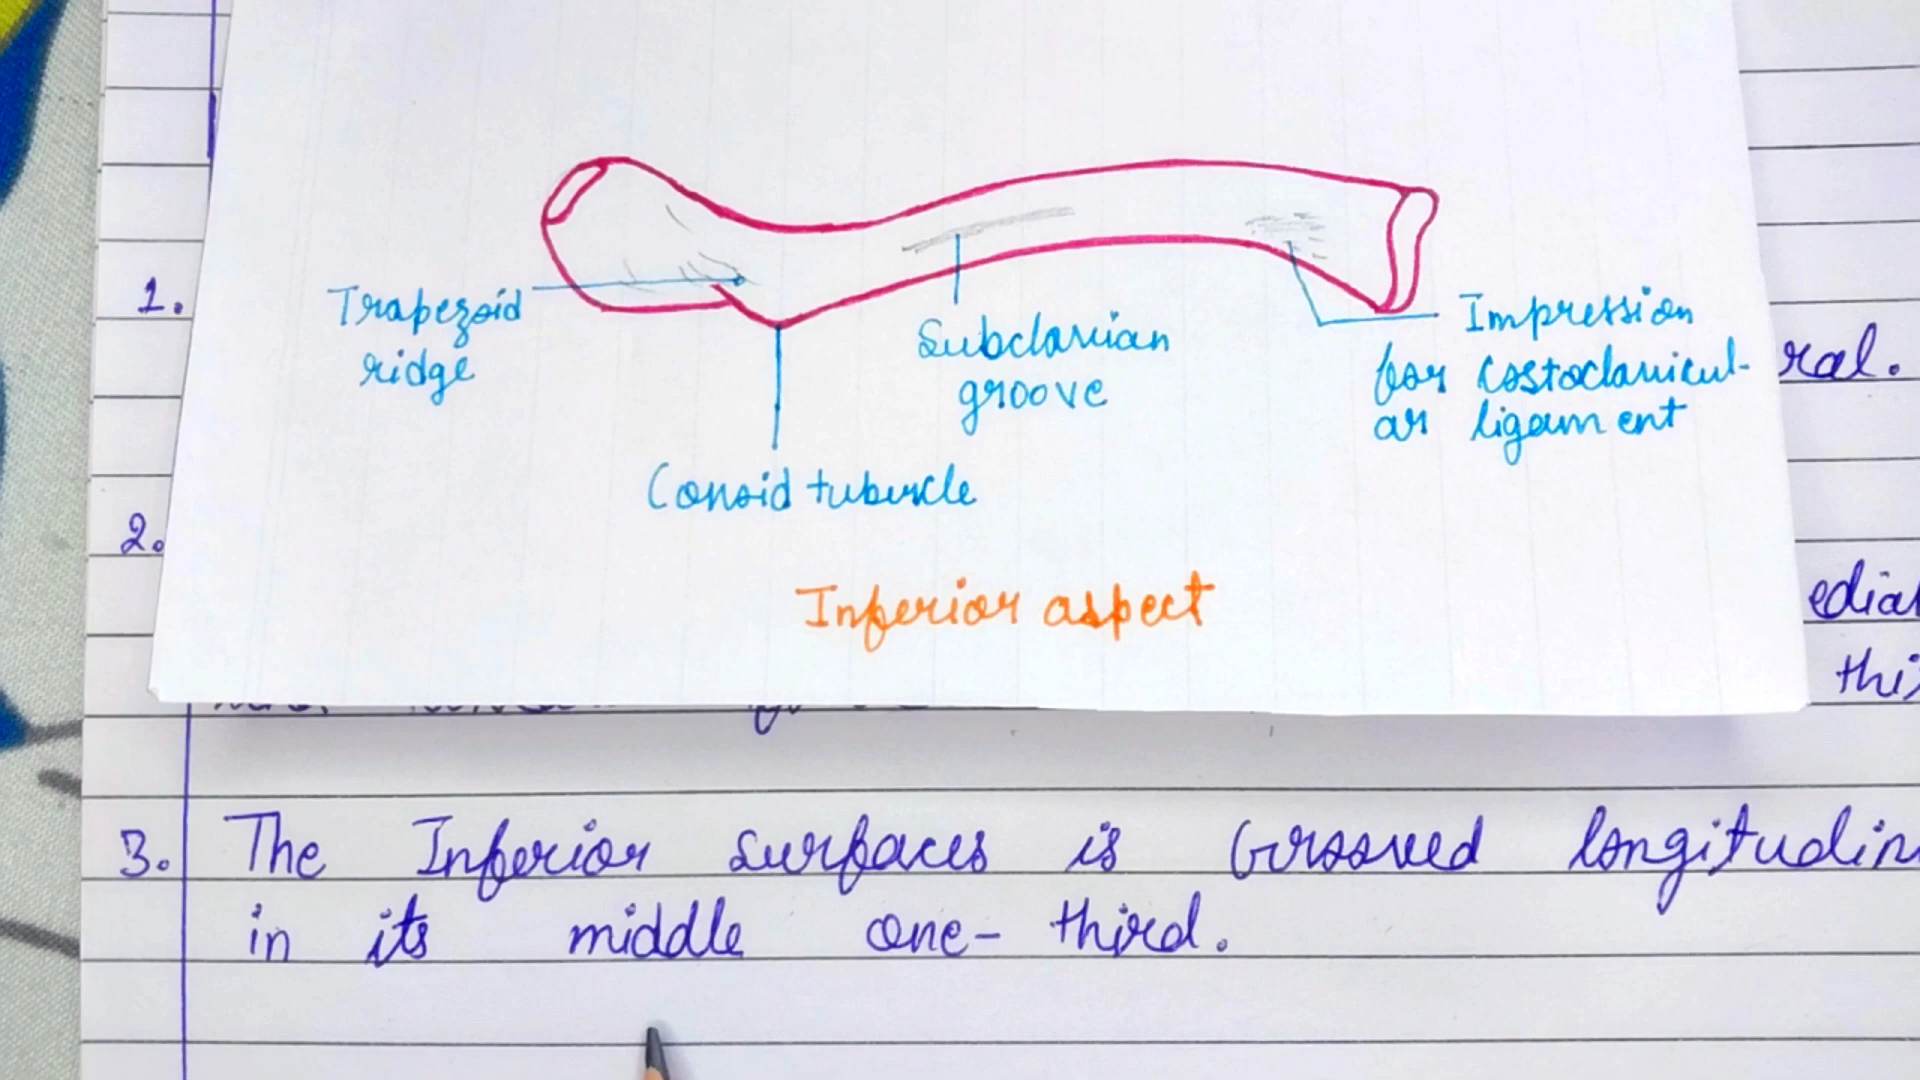 Trapezoid
ridge
Conoid tubercle
Subclavian
groove
Impression
for costoclavicul-
ar ligament
Inferior aspect
1.
ral.
2.
edial
thi
3. The Inferior surfaces is Grooved longitudin
in its middle one-third.